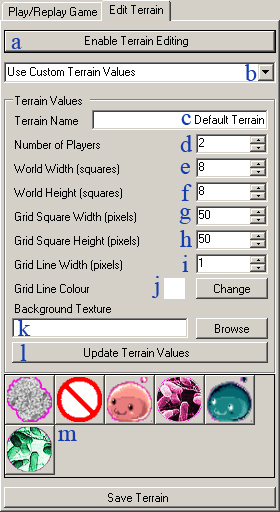 Play/Replay Game Edit Terrain
a Enable Terrain Editing
Use Custom Terrain Values b
Terrain Values
Terrain Name c Default Terrain
Number of Players d 2
World Width (squares) e 8
World Height (squares) f 8
Grid Square Width (pixels) g 50
Grid Square Height (pixels) h 50
Grid Line Width (pixels) i 1
Grid Line Colour j Change
Background Texture
k Browse
l Update Terrain Values
m
Save Terrain